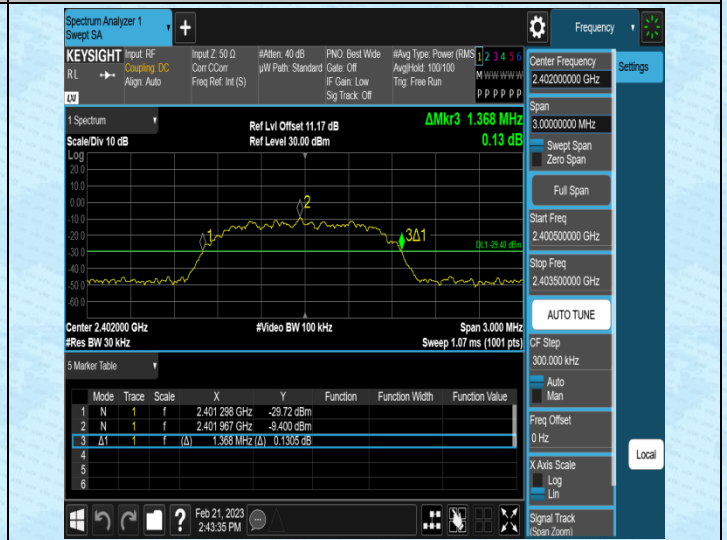 Spectrum Analyzer 1
Swept SA
Frequency
KEYSIGHT
RL
Input: RF
Coupling: DC
Align: Auto
Input Z: 50 Ω
Corr CCorr
Freq Ref: Int (S)
#Atten: 40 dB
µW Path: Standard
PNO: Best Wide
Gate: Off
IF Gain: Low
Sig Track: Off
#Avg Type: Power (RMS
Avg|Hold: 100/100
Trig: Free Run
1 2 3 4 5 6
M W W W W W
P P P P P P
1 Spectrum
Scale/Div 10 dB
Log
Ref Lvl Offset 11.17 dB
Ref Level 30.00 dBm
ΔMkr3 1.368 MHz
0.13 dB
20.0
10.0
0.00
-10.0
-20.0
-30.0
-40.0
-50.0
-60.0
1
2
3Δ1
DL1 -29.40 dBm
Center 2.402000 GHz
#Res BW 30 kHz
#Video BW 100 kHz
Span 3.000 MHz
Sweep 1.07 ms (1001 pts)
5 Marker Table
Mode Trace Scale X Y Function Function Width Function Value
1 N 1 f 2.401 298 GHz -29.72 dBm
2 N 1 f 2.401 967 GHz -9.400 dBm
3 Δ1 1 f (Δ) 1.368 MHz (Δ) 0.1305 dB
4
5
6
?
Feb 21, 2023
2:43:35 PM
Center Frequency
2.402000000 GHz
Settings
Span
3.00000000 MHz
Swept Span
Zero Span
Full Span
Start Freq
2.400500000 GHz
Stop Freq
2.403500000 GHz
AUTO TUNE
CF Step
300.000 kHz
Auto
Man
Freq Offset
0 Hz
X Axis Scale
Log
Lin
Signal Track
(Span Zoom)
Local